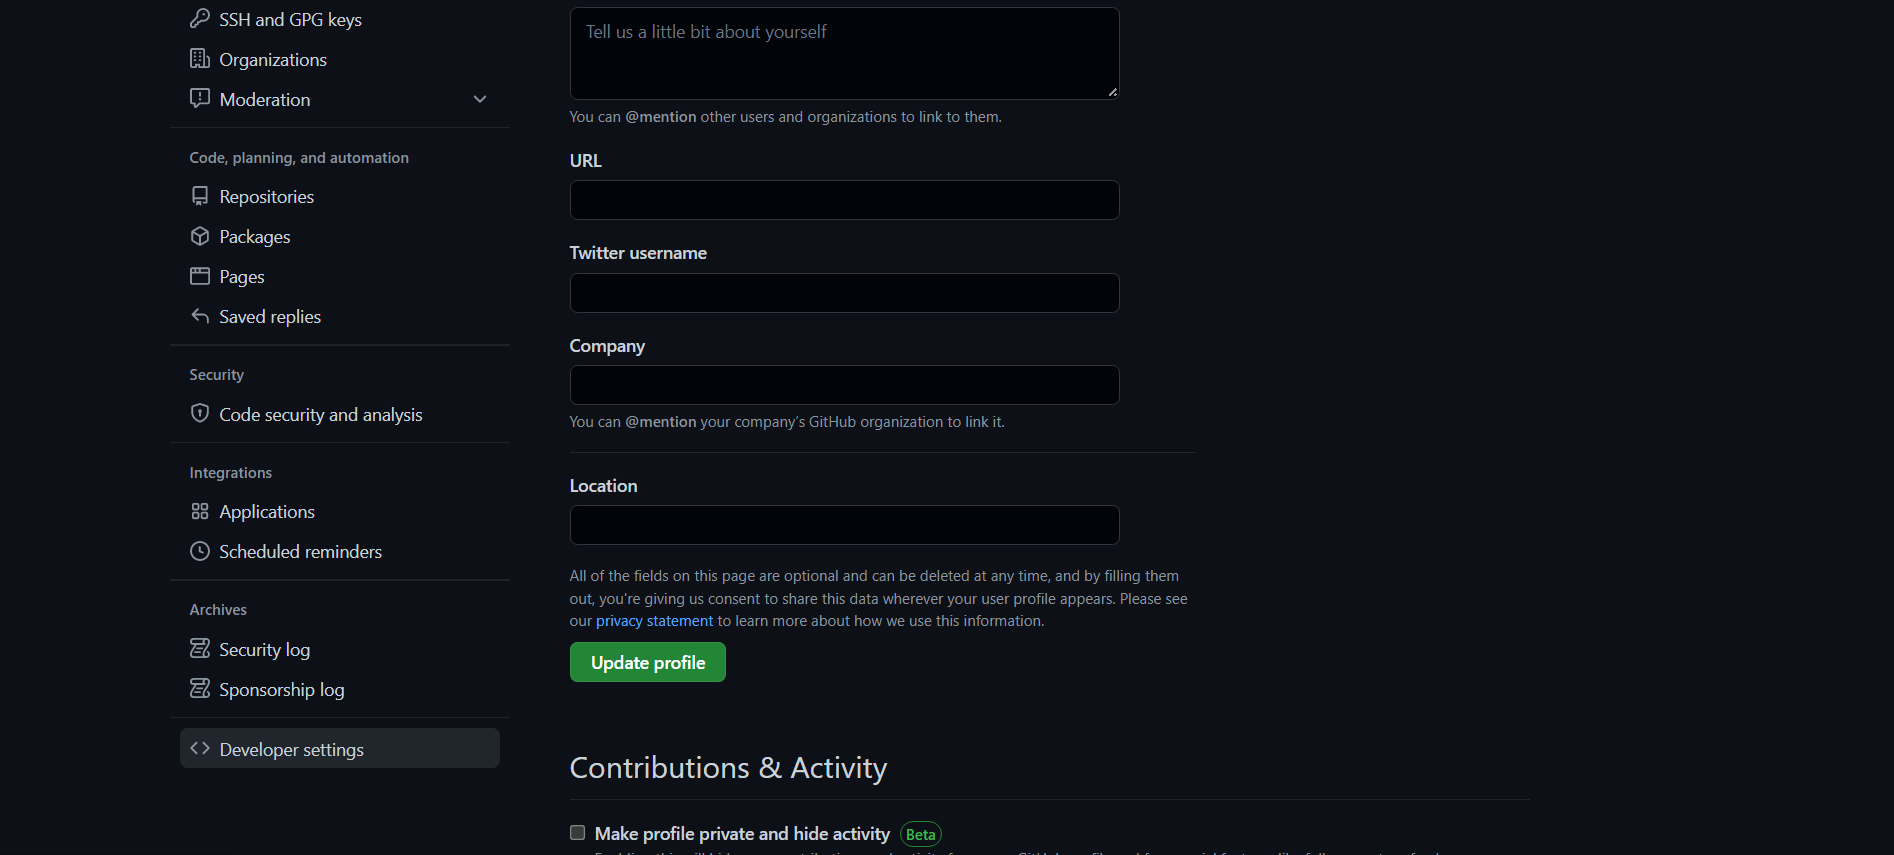 SSH and GPG keys
Organizations
Moderation
Code, planning, and automation
Repositories
Packages
Pages
Saved replies
Security
Code security and analysis
Integrations
Applications
Scheduled reminders
Archives
Security log
Sponsorship log
Developer settings
Tell us a little bit about yourself
You can @mention other users and organizations to link to them.
URL
Twitter username
Company
You can @mention your company's GitHub organization to link it.
Location
All of the fields on this page are optional and can be deleted at any time, and by filling them
out, you're giving us consent to share this data wherever your user profile appears. Please see
our privacy statement to learn more about how we use this information.
Update profile
Contributions & Activity
Make profile private and hide activity Beta